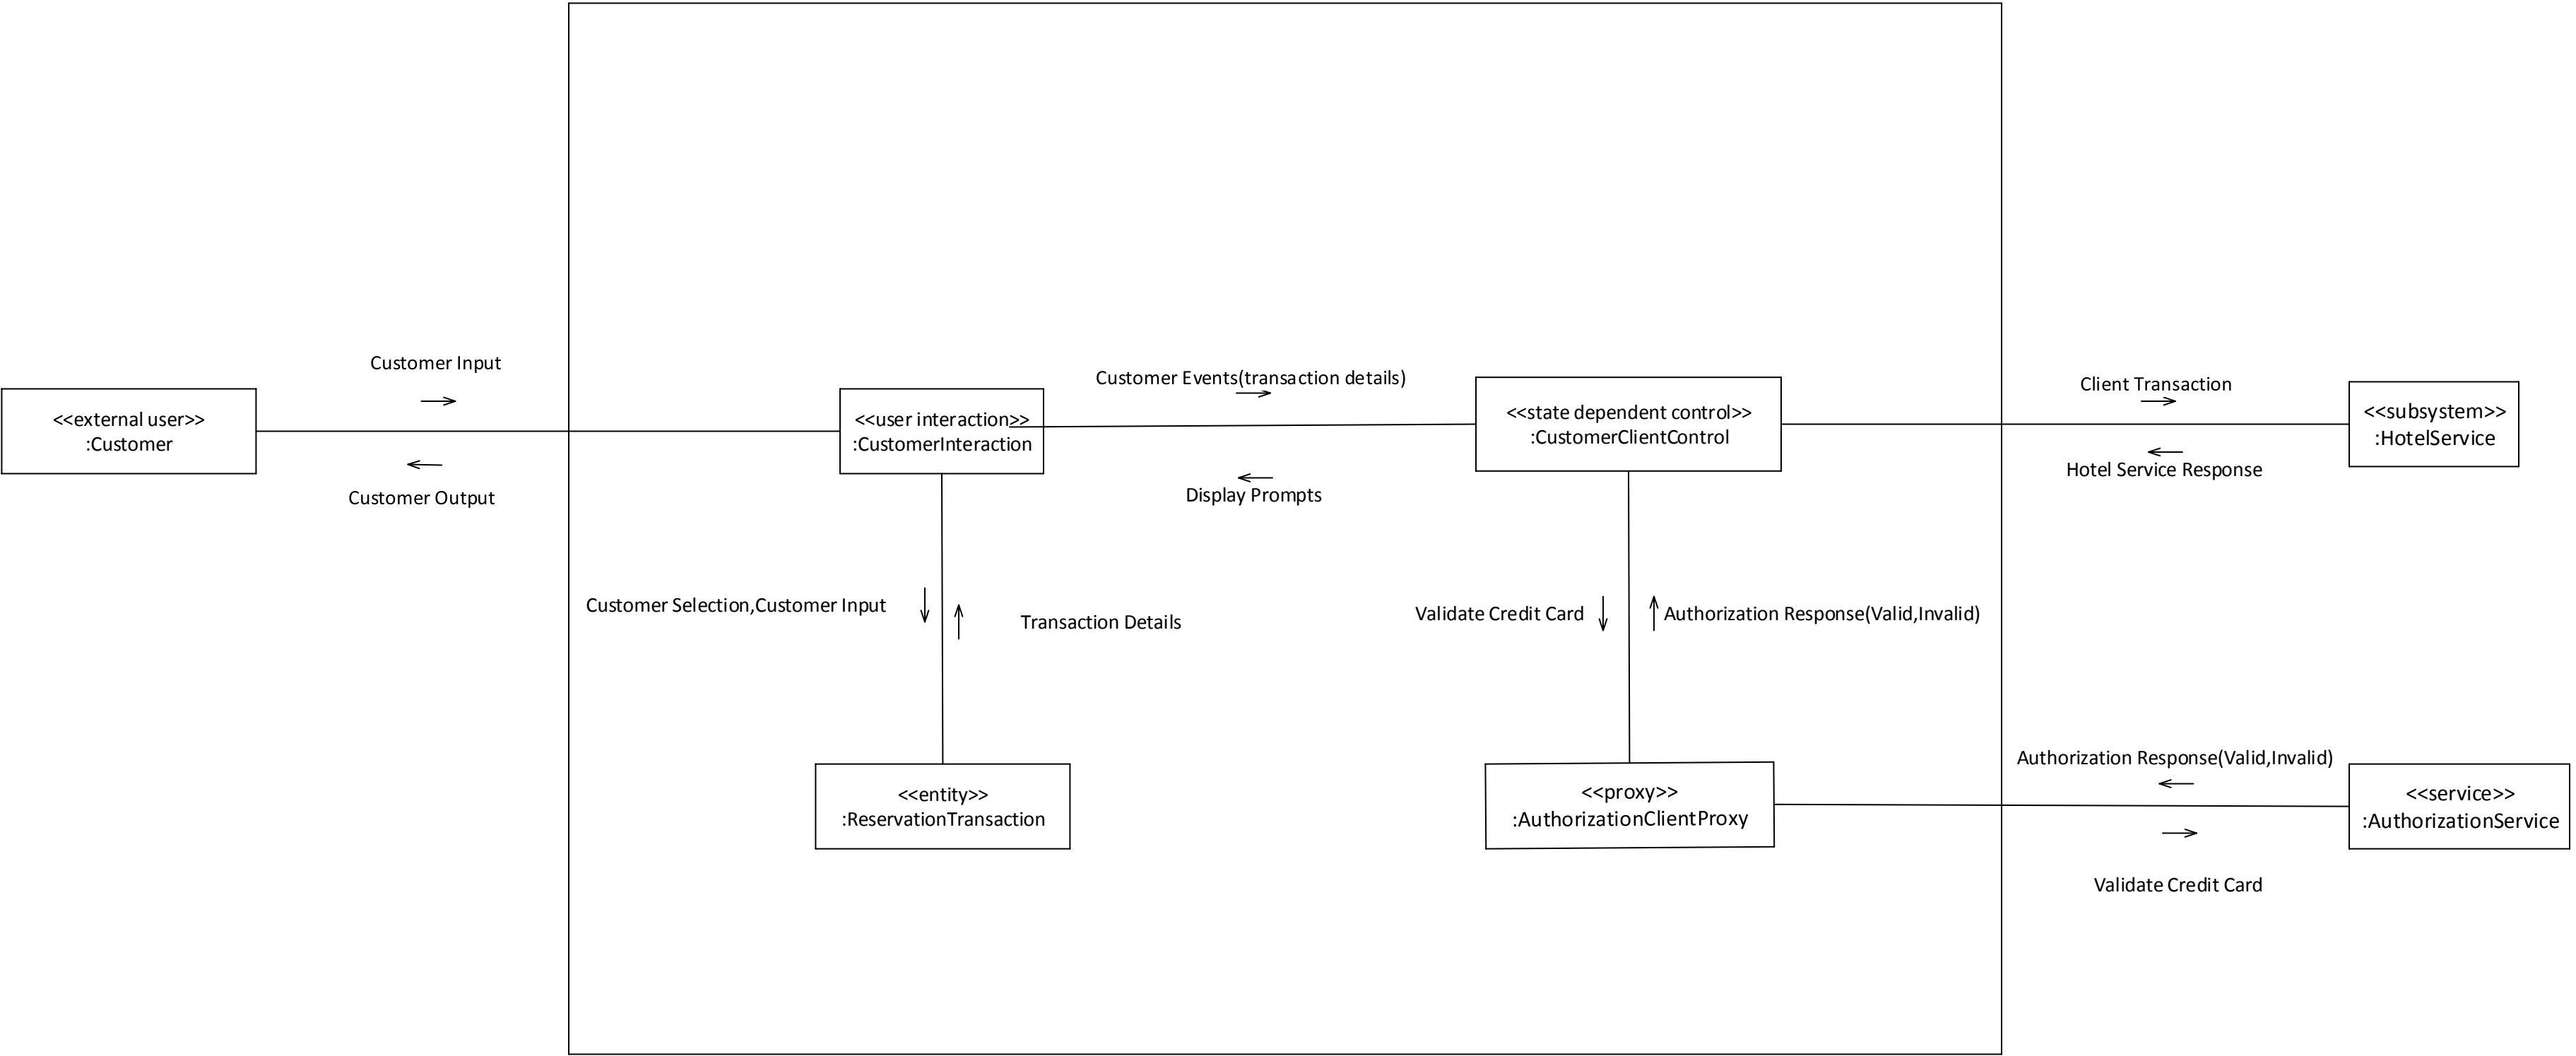 Customer Input
<<external user>>
:Customer
Customer Output
<<user interaction>>
:CustomerInteraction
Customer Events(transaction details)
Display Prompts
<<state dependent control>>
:CustomerClientControl
Client Transaction
Hotel Service Response
<<subsystem>>
:HotelService
Customer Selection,Customer Input
Transaction Details
Validate Credit Card
Authorization Response(Valid,Invalid)
<<entity>>
:ReservationTransaction
<<proxy>>
:AuthorizationClientProxy
Authorization Response(Valid,Invalid)
Validate Credit Card
<<service>>
:AuthorizationService